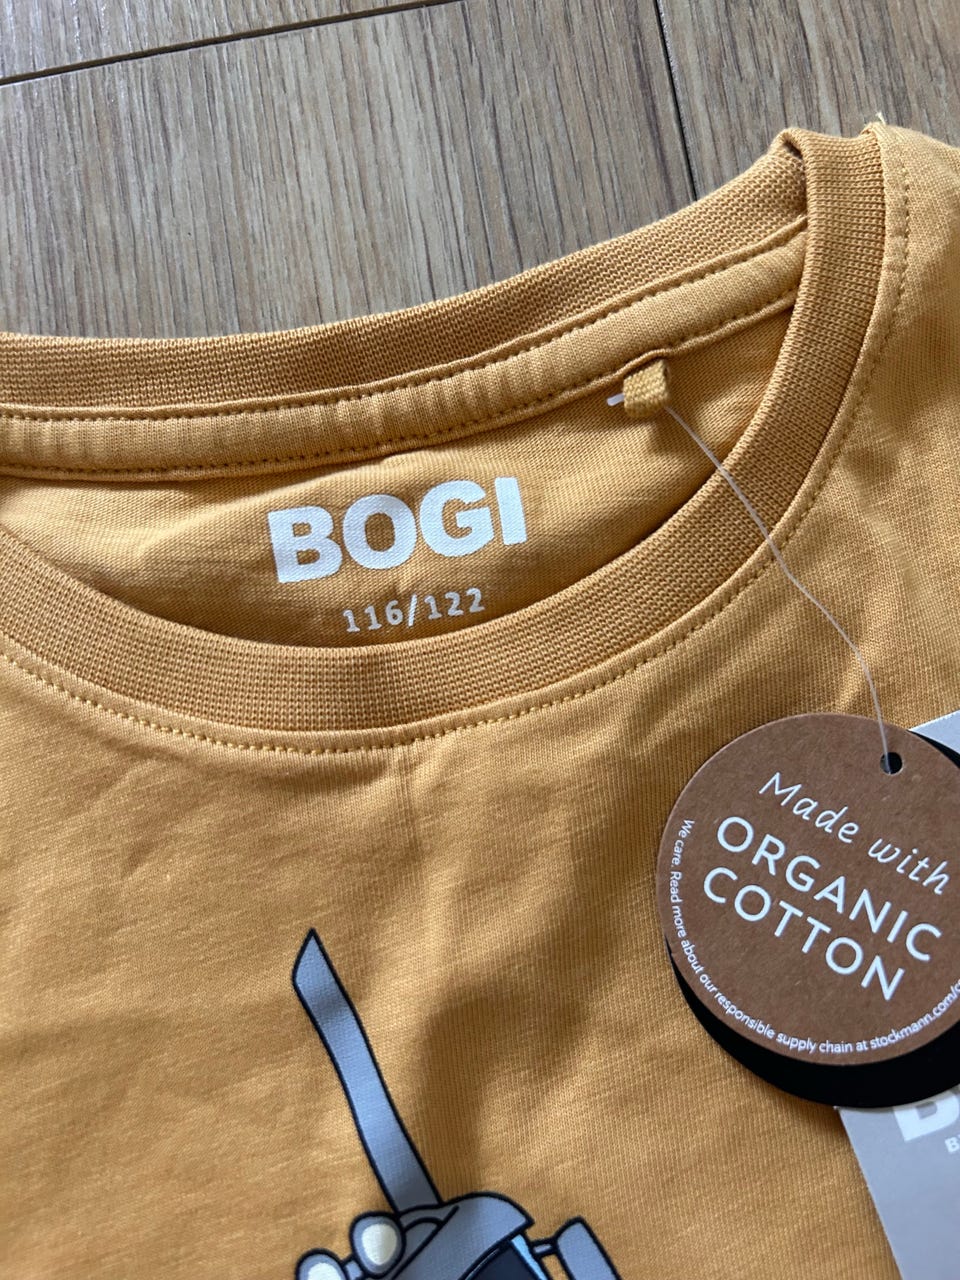 BOGI
116/122
Made with
ORGANIC
COTTON
We care. Read more about our responsible supply chain at stockmann.com/